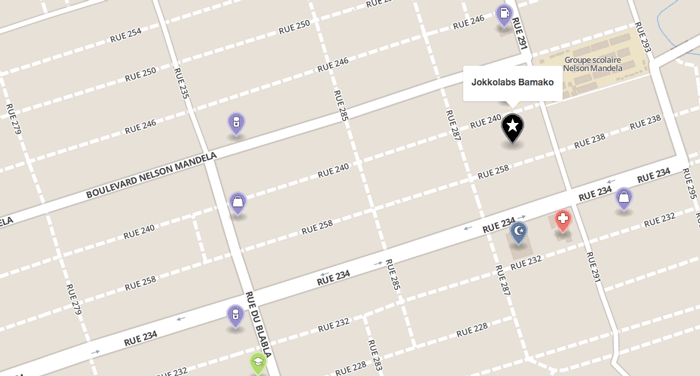 RUE 254
RUE 250
RUE 246
RUE 291
RUE 293
RUE 250
RUE 235
RUE 246
Groupe scolaire
Nelson Mandela
Jokkolabs Bamako
RUE 279
RUE 246
RUE 285
RUE 287
RUE 240
RUE 238
RUE 238
BOULEVARD NELSON MANDELA
RUE 240
RUE 258
RUE 234
RUE 234
RUE 295
RUE 240
RUE 258
RUE 234
RUE 232
RUE 232
RUE 258
RUE 234
RUE 285
RUE 287
RUE 291
RUE 279
RUE DU BLABLA
RUE 232
RUE 228
RUE 234
RUE 283
RUE 232
RUE 228